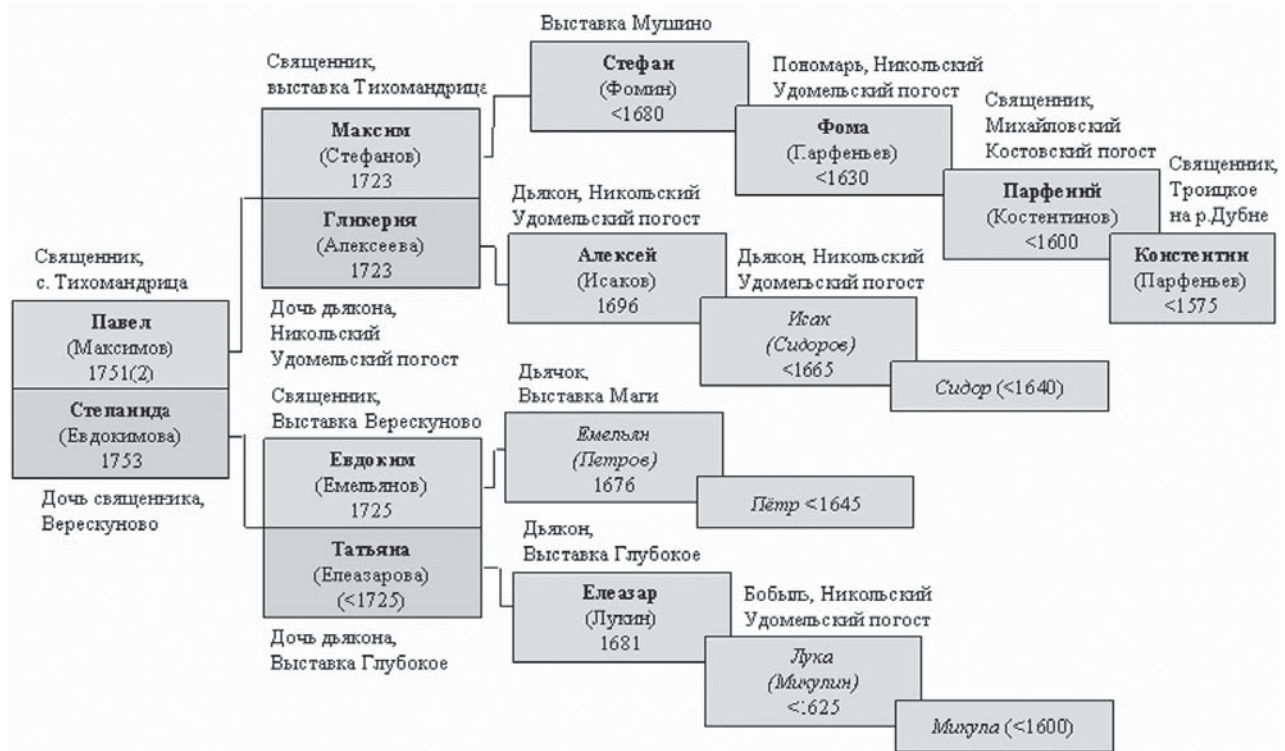 Выставка Мушино
Стефан
(Фомин)
<1680
Священник,
выставка Тихомандрица
Максим
(Стефанов)
1723
Гликерия
(Алексеева)
1723
Дочь дьякона,
Никольский
Удомельский погост
Пономарь, Никольский
Удомельский погост
Фома
(Парфеньев)
<1630
Священник,
Михайловский
Костовский погост
Парфений
(Костентинов)
<1600
Священник,
Троицкое
на р.Дубне
Констентин
(Парфеньев)
<1575
Дьякон, Никольский
Удомельский погост
Алексей
(Исаков)
1696
Дьякон, Никольский
Удомельский погост
Исак
(Сидоров)
<1665
Сидор (<1640)
Священник,
с. Тихомандрица
Павел
(Максимов)
1751(2)
Степанида
(Евдокимова)
1753
Дочь священника,
Верескуново
Священник,
Выставка Верескуново
Евдоким
(Емельянов)
1725
Татьяна
(Елеазарова)
(<1725)
Дочь дьякона,
Выставка Глубокое
Дьячок,
Выставка Маги
Емельян
(Петров)
1676
Пётр <1645
Дьякон,
Выставка Глубокое
Елеазар
(Лукин)
1681
Бобыль, Никольский
Удомельский погост
Лука
(Микулин)
<1625
Микула (<1600)